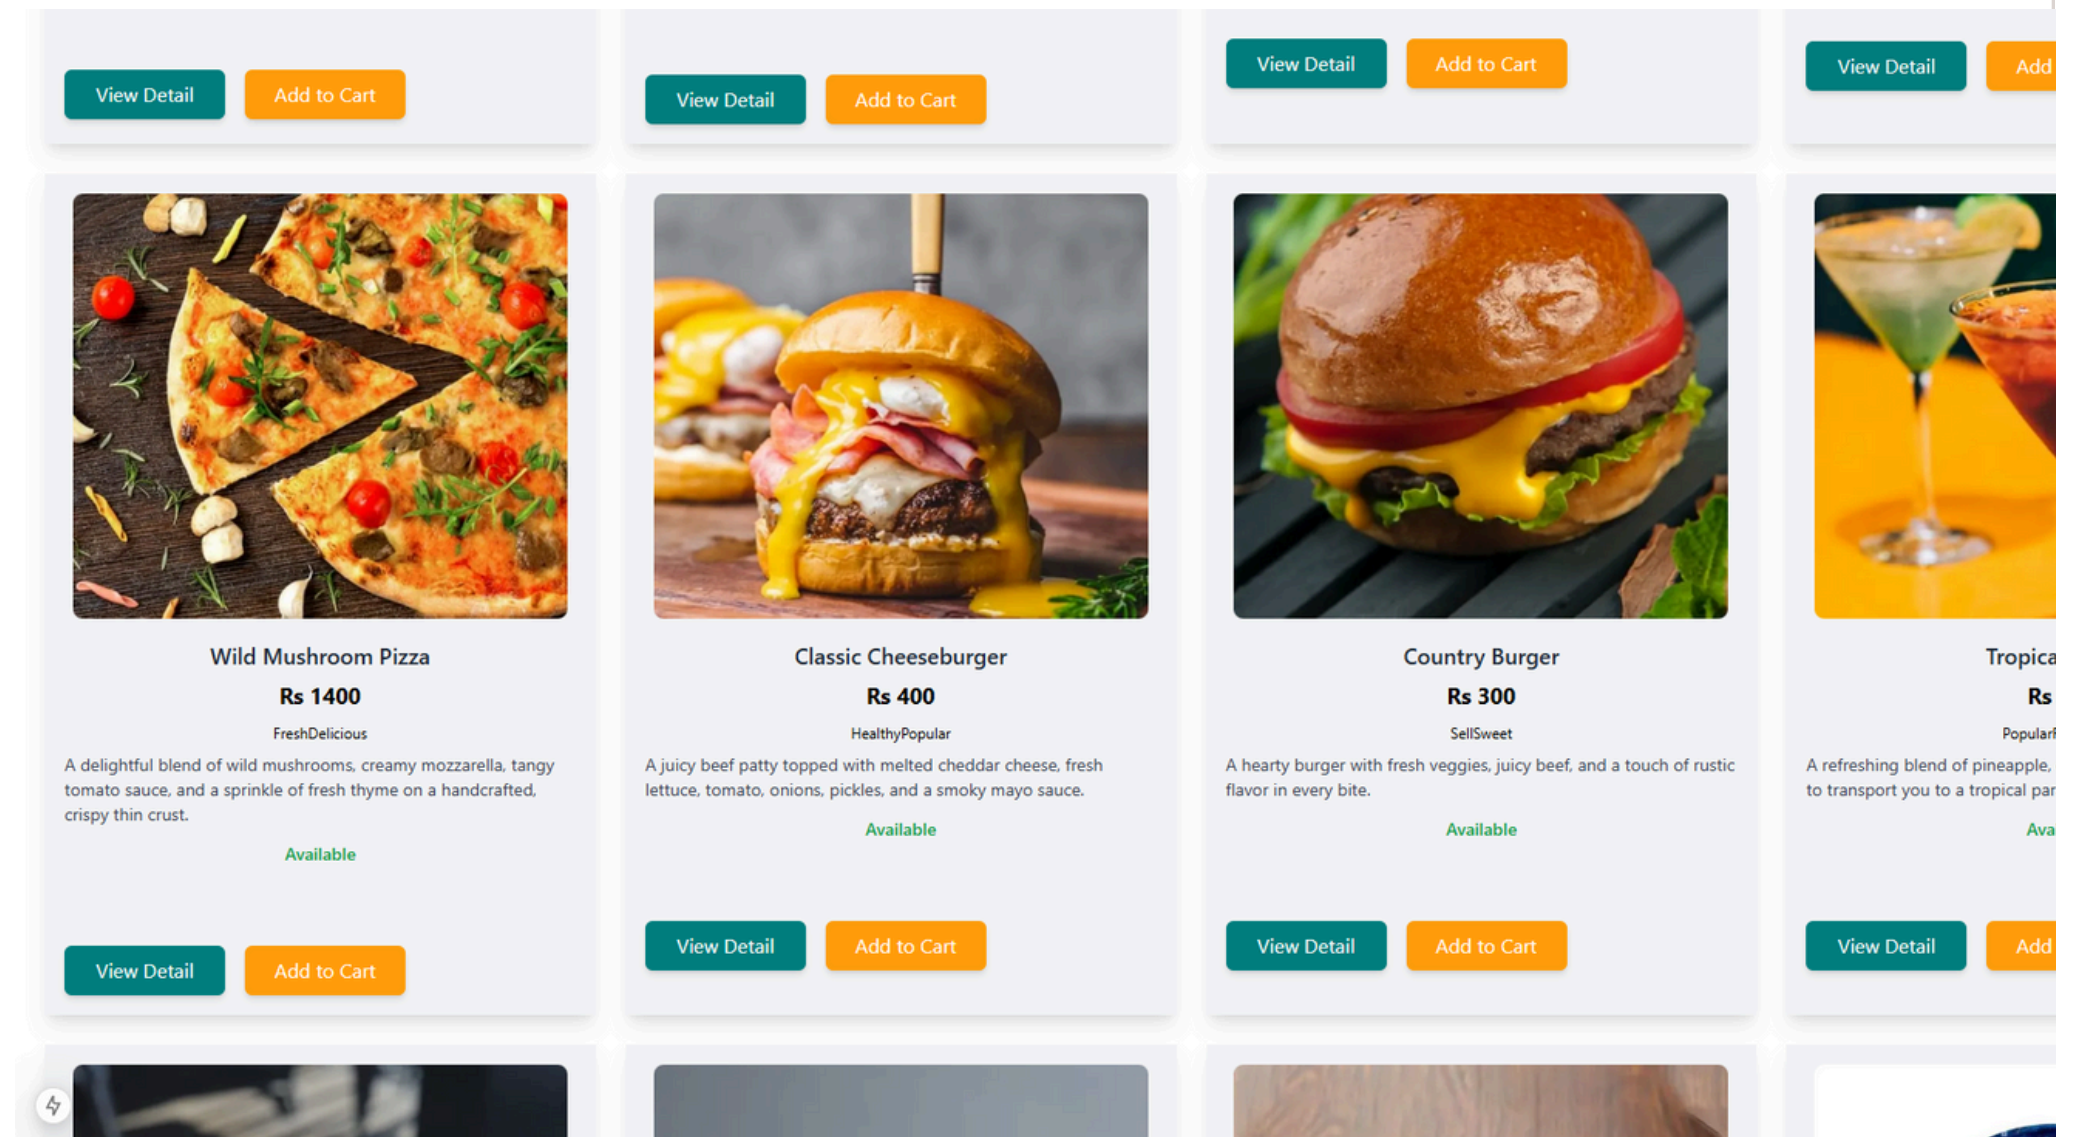 View Detail Add to Cart
View Detail Add to Cart
View Detail Add to Cart
View Detail Add
Wild Mushroom Pizza
Rs 1400
FreshDelicious
A delightful blend of wild mushrooms, creamy mozzarella, tangy
tomato sauce, and a sprinkle of fresh thyme on a handcrafted,
crispy thin crust.
Available
View Detail Add to Cart
Classic Cheeseburger
Rs 400
HealthyPopular
A juicy beef patty topped with melted cheddar cheese, fresh
lettuce, tomato, onions, pickles, and a smoky mayo sauce.
Available
View Detail Add to Cart
Country Burger
Rs 300
SellSweet
A hearty burger with fresh veggies, juicy beef, and a touch of rustic
flavor in every bite.
Available
View Detail Add to Cart
Tropica
Rs
Popular
A refreshing blend of pineapple,
to transport you to a tropical par
Ava
View Detail Add